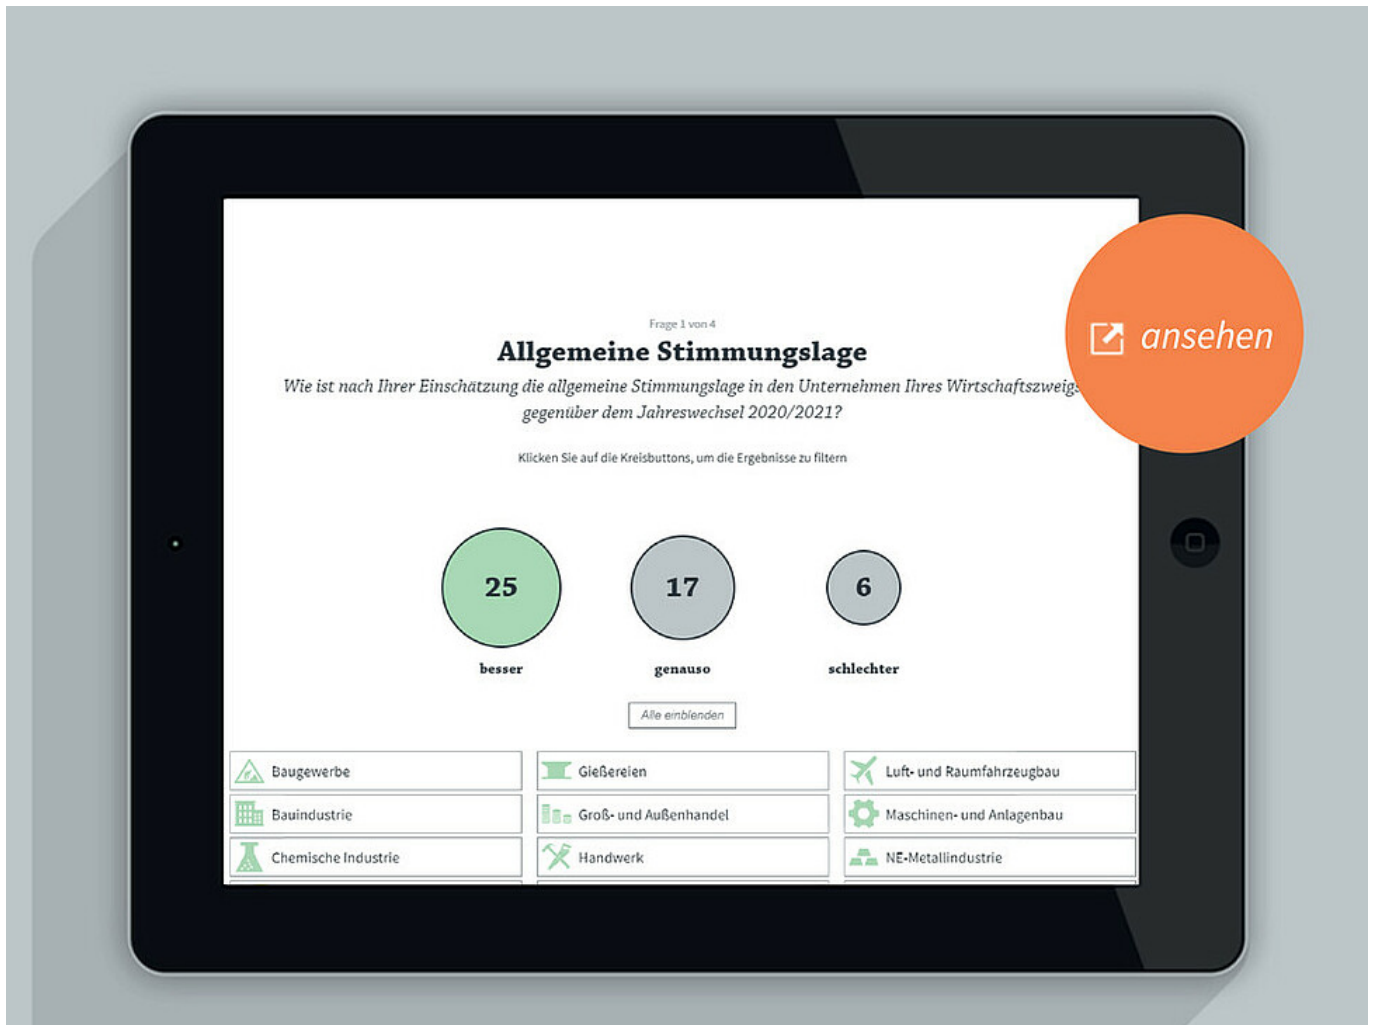 Frage 1 von 4
Allgemeine Stimmungslage
Wie ist nach Ihrer Einschätzung die allgemeine Stimmungslage in den Unternehmen Ihres Wirtschaftszweigs
gegenüber dem Jahreswechsel 2020/2021?
ansehen
Klicken Sie auf die Kreisbuttons, um die Ergebnisse zu filtern
25 17 6
besser genauso schlechter
Alle einblenden
Baugewerbe Gießereien Luft- und Raumfahrzeugbau
Bauindustrie Groß- und Außenhandel Maschinen- und Anlagenbau
Chemische Industrie Handwerk NE-Metallindustrie